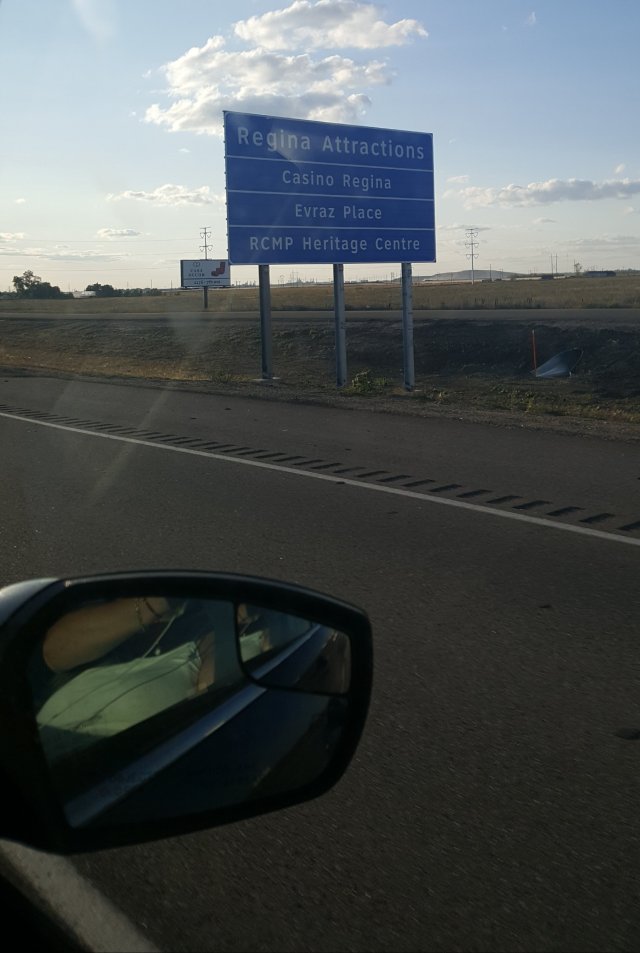 Regina Attractions
Casino Regina
Evraz Place
RCMP Heritage Centre